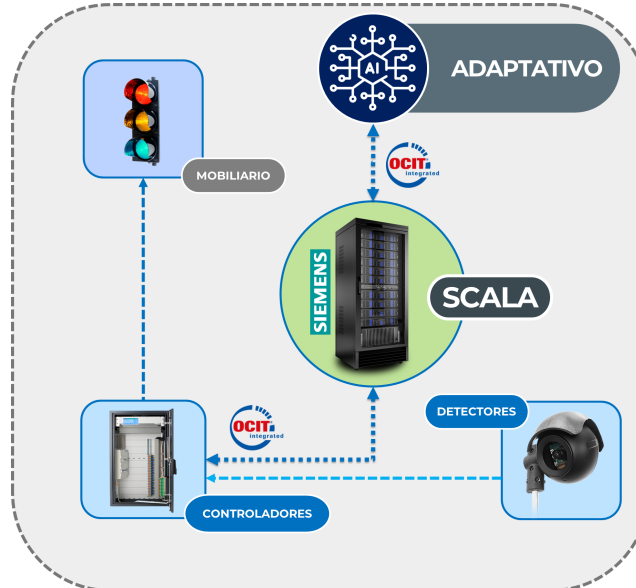 AI
ADAPTATIVO
OCIT
integrated
MOBILIARIO
SIEMENS
SCALA
DETECTORES
OCIT
integrated
CONTROLADORES